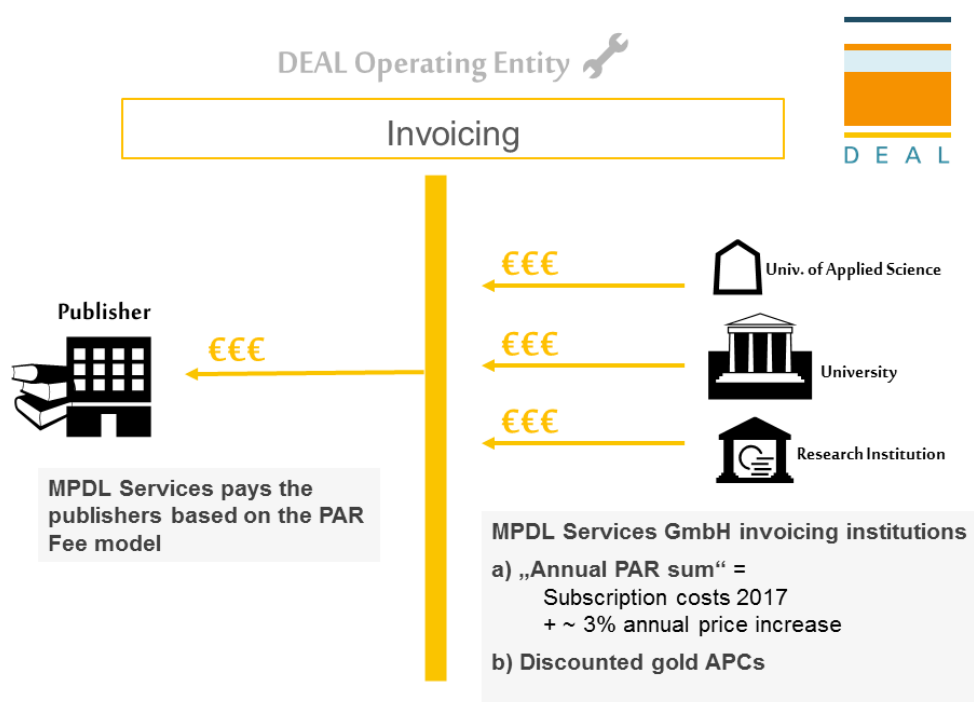 DEAL Operating Entity
DEAL
Invoicing
€€€
Univ. of Applied Science
Publisher
€€€
€€€
University
€€€
Research Institution
MPDL Services pays the
publishers based on the PAR
Fee model
MPDL Services GmbH invoicing institutions
a) „Annual PAR sum“ =
Subscription costs 2017
+ ~ 3% annual price increase
b) Discounted gold APCs